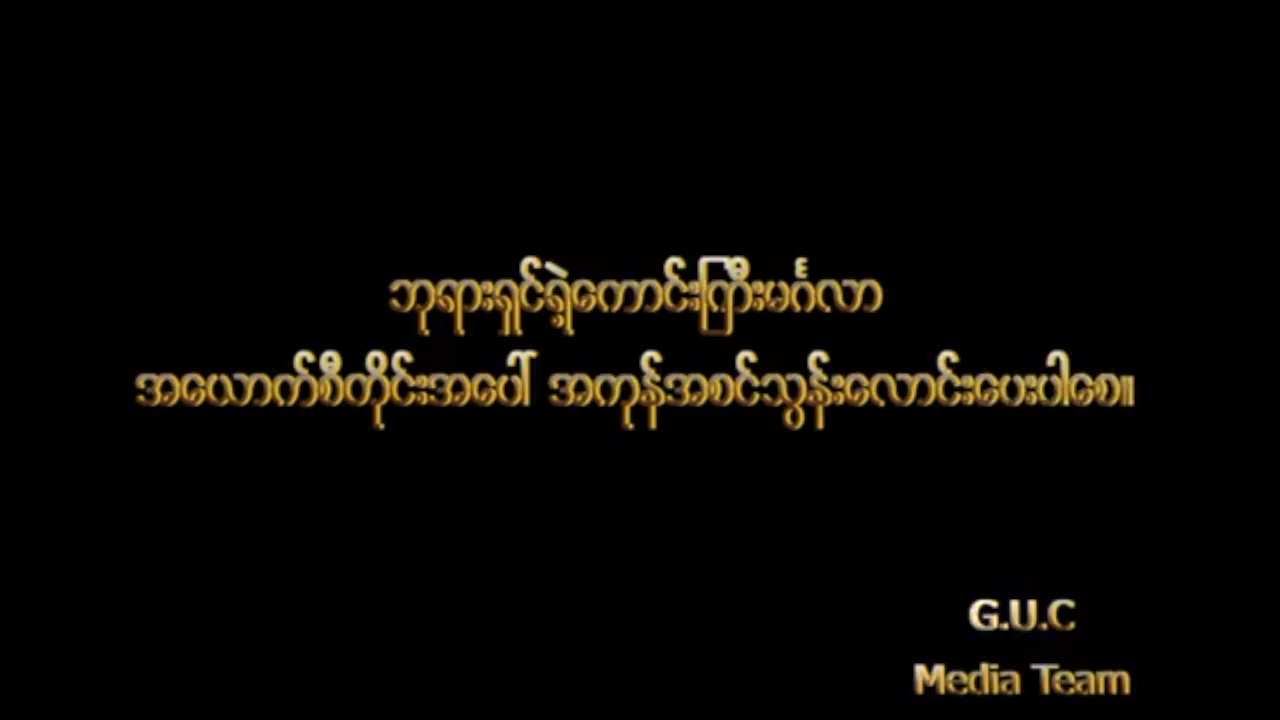 ဘုရားရှင်ရဲ့ကောင်းကြီးမင်္ဂလာ
အယောက်စီတိုင်းအပေါ် အကုန်အစင်သွန်းလောင်းပေးပါစေ။
G.U.C
Media Team